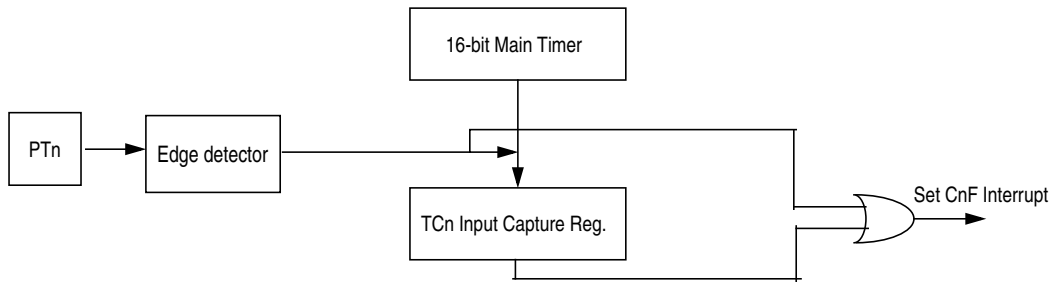 16-bit Main Timer
PTn
Edge detector
TCn Input Capture Reg.
Set CnF Interrupt